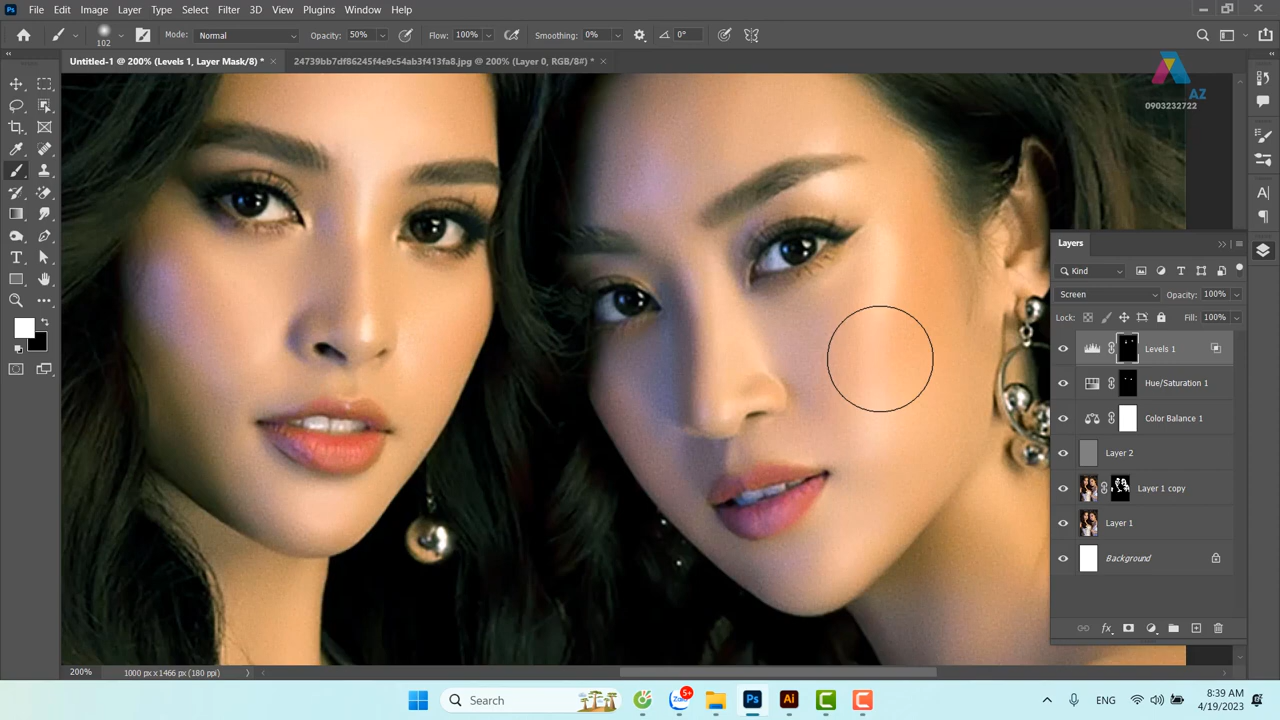 Ps File Edit Image Layer Type Select Filter 3D View Plugins Window Help
102 Mode: Normal Opacity: 50% Flow: 100% Smoothing: 0% 0°
Untitled-1 @ 200% (Levels 1, Layer Mask/8) * × 24739bb7df86245f4e9c54ab3f413fa8.jpg @ 200% (Layer 0, RGB/8#) * ×
AZ
0903232722
Layers
Kind
Screen Opacity: 100%
Lock: Fill: 100%
Levels 1
Hue/Saturation 1
Color Balance 1
Layer 2
Layer 1 copy
Layer 1
Background
200% 1000 px x 1466 px (180 ppi)
Search Zalo 5+ Ps Ai C C ENG 8:39 AM
4/19/2023